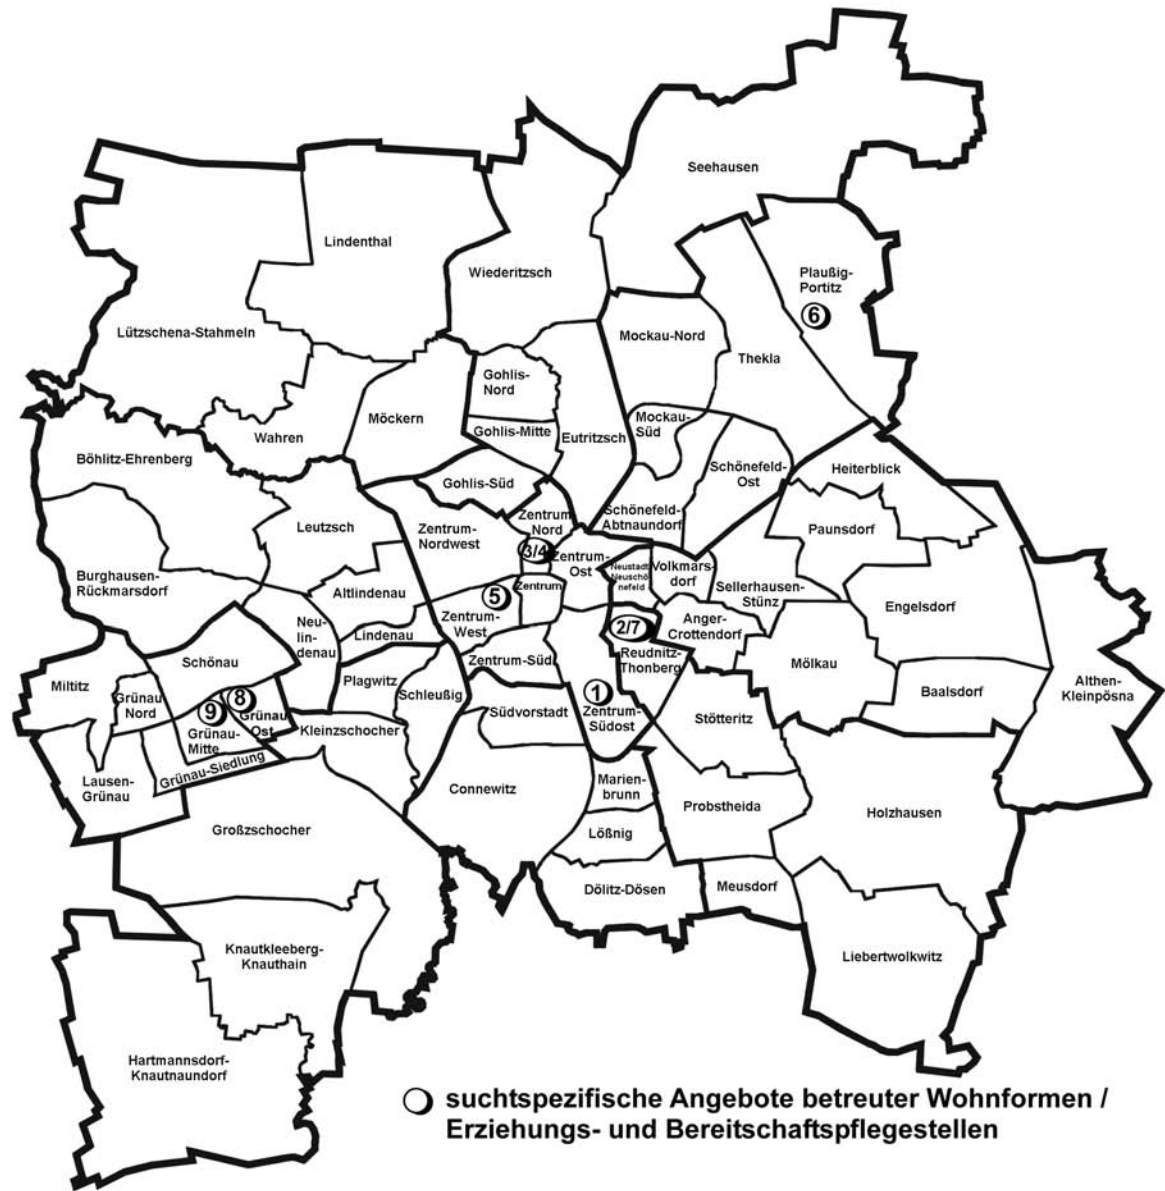 Seehausen
Lindenthal
Wiederitzsch
Plaußig-
Portitz
6
Lützschena-Stahmeln
Mockau-Nord
Thekla
Gohlis-
Nord
Möckern
Mockau-
Süd
Gohlis-Mitte
Eutritzsch
Wahren
Böhlitz-Ehrenberg
Schönefeld-
Ost
Heiterblick
Gohlis-Süd
Schönefeld-
Abtnaundorf
Zentrum-
Nord
Leutzsch
Zentrum-
Nordwest
Paunsdorf
3/4
Zentrum-
Ost
Neustadt-
Neuschö-
nefeld
Volkmars-
dorf
Sellerhausen-
Stünz
Burghausen-
Rückmarsdorf
Altlindenau
Zentrum
5
Zentrum-
West
Engelsdorf
Neu-
lin-
denau
Lindenau
2/7
Anger-
Crottendorf
Reudnitz-
Thonberg
Schönau
Zentrum-Süd
Mölkau
Miltitz
Plagwitz
Schleußig
Althen-
Kleinpösna
Baalsdorf
Grünau
Nord
8
9
Grünau
Ost
1
Zentrum-
Südost
Südvorstadt
Stötteritz
Kleinzschocher
Grünau-
Mitte
Grünau-Siedlung
Lausen-
Grünau
Connewitz
Marien-
brunn
Probstheida
Holzhausen
Großzschocher
Lößnig
Dölitz-Dösen
Meusdorf
Knautkleeberg-
Knauthain
Liebertwolkwitz
Hartmannsdorf-
Knautnaundorf
suchtspezifische Angebote betreuter Wohnformen /
Erziehungs- und Bereitschaftspflegestellen